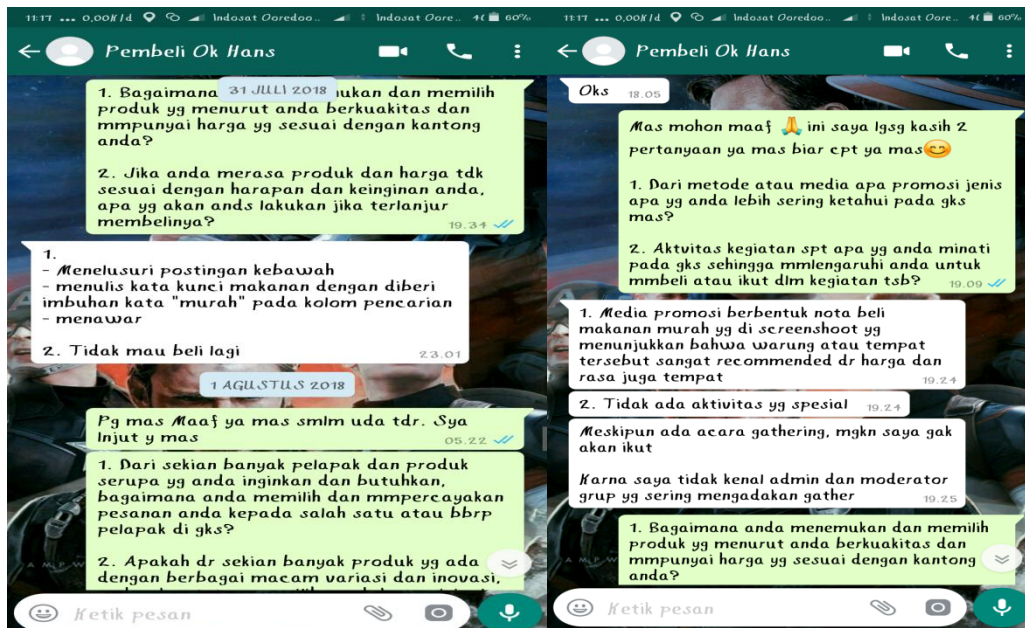 11:17 ... 0,00K/d Indosat Ooredoo.. Indosat Oore.. 4G 60%
Pembeli Ok Hans
31 JULI 2018
1. Bagaimana ukan dan memilih
produk yg menurut anda berkuakitas dan
mmpunyai harga yg sesuai dengan kantong
anda?
2. Jika anda merasa produk dan harga tdk
sesuai dengan harapan dan keinginan anda,
apa yg akan ands lakukan jika terlanjur
membelinya?
19.34
1.
- Menelusuri postingan kebawah
- menulis kata kunci makanan dengan diberi
imbuhan kata "murah" pada kolom pencarian
- menawar
2. Tidak mau beli lagi
23.01
1 AGUSTUS 2018
Pg mas Maaf ya mas smlm uda tdr. Sya
lnjut y mas
05.22
1. Dari sekian banyak pelapak dan produk
serupa yg anda inginkan dan butuhkan,
bagaimana anda memilih dan mmpercayakan
pesanan anda kepada salah satu atau bbrp
pelapak di gks?
2. Apakah dr sekian banyak produk yg ada
dengan berbagai macam variasi dan inovasi,
Ketik pesan
11:17 ... 0,00K/d Indosat Ooredoo.. Indosat Oore.. 4G 60%
Pembeli Ok Hans
Oks 18.05
Mas mohon maaf 🙏 ini saya lgsg kasih 2
pertanyaan ya mas biar cpt ya mas😊
1. Dari metode atau media apa promosi jenis
apa yg anda lebih sering ketahui pada gks
mas?
2. Aktvitas kegiatan spt apa yg anda minati
pada gks sehingga mmlengaruhi anda untuk
mmbeli atau ikut dlm kegiatan tsb?
19.09
1. Media promosi berbentuk nota beli
makanan murah yg di screenshoot yg
menunjukkan bahwa warung atau tempat
tersebut sangat recommended dr harga dan
rasa juga tempat
19.24
2. Tidak ada aktivitas yg spesial 19.24
Meskipun ada acara gathering, mgkn saya gak
akan ikut
Karna saya tidak kenal admin dan moderator
grup yg sering mengadakan gather
19.25
1. Bagaimana anda menemukan dan memilih
produk yg menurut anda berkuakitas dan
mmpunyai harga yg sesuai dengan kantong
anda?
Ketik pesan